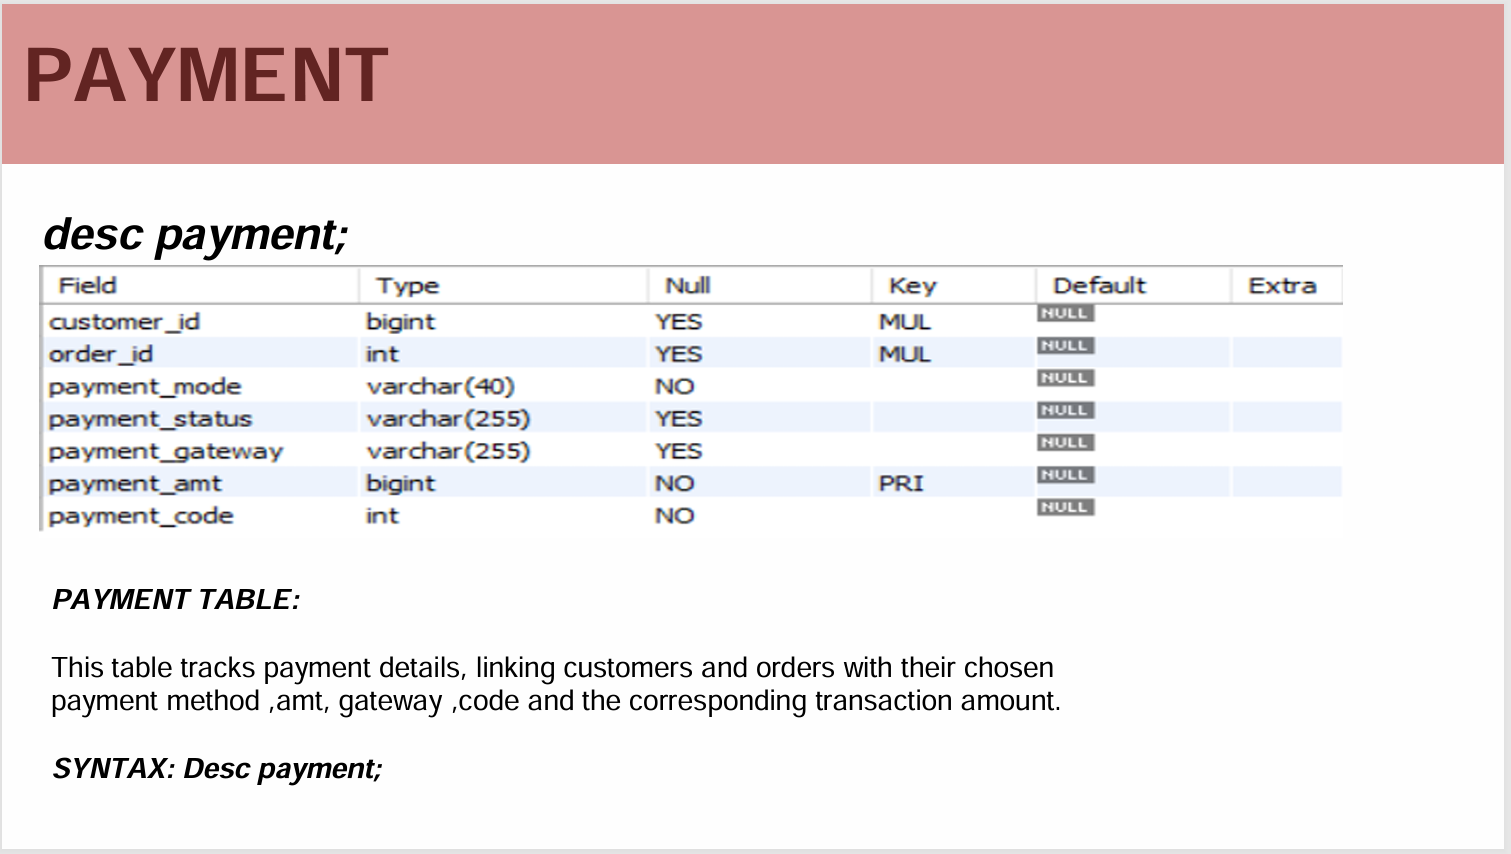 PAYMENT
desc payment;
Field Type Null Key Default Extra
customer_id bigint YES MUL NULL
order_id int YES MUL NULL
payment_mode varchar(40) NO NULL
payment_status varchar(255) YES NULL
payment_gateway varchar(255) YES NULL
payment_amt bigint NO PRI NULL
payment_code int NO NULL
PAYMENT TABLE:
This table tracks payment details, linking customers and orders with their chosen
payment method ,amt, gateway ,code and the corresponding transaction amount.
SYNTAX: Desc payment;